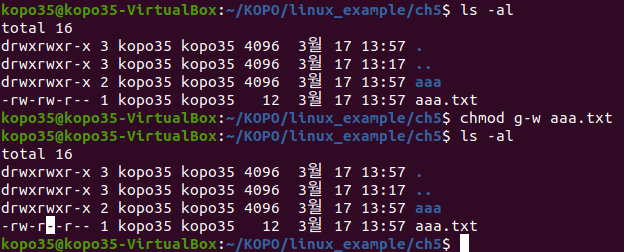 kopo35@kopo35-VirtualBox:~/KOPO/linux_example/ch5$ ls -al
total 16
drwxrwxr-x 3 kopo35 kopo35 4096  3월 17 13:57 .
drwxrwxr-x 3 kopo35 kopo35 4096  3월 17 13:17 ..
drwxrwxr-x 2 kopo35 kopo35 4096  3월 17 13:57 aaa
-rw-rw-r-- 1 kopo35 kopo35   12  3월 17 13:57 aaa.txt
kopo35@kopo35-VirtualBox:~/KOPO/linux_example/ch5$ chmod g-w aaa.txt
kopo35@kopo35-VirtualBox:~/KOPO/linux_example/ch5$ ls -al
total 16
drwxrwxr-x 3 kopo35 kopo35 4096  3월 17 13:57 .
drwxrwxr-x 3 kopo35 kopo35 4096  3월 17 13:17 ..
drwxrwxr-x 2 kopo35 kopo35 4096  3월 17 13:57 aaa
-rw-r--r-- 1 kopo35 kopo35   12  3월 17 13:57 aaa.txt
kopo35@kopo35-VirtualBox:~/KOPO/linux_example/ch5$